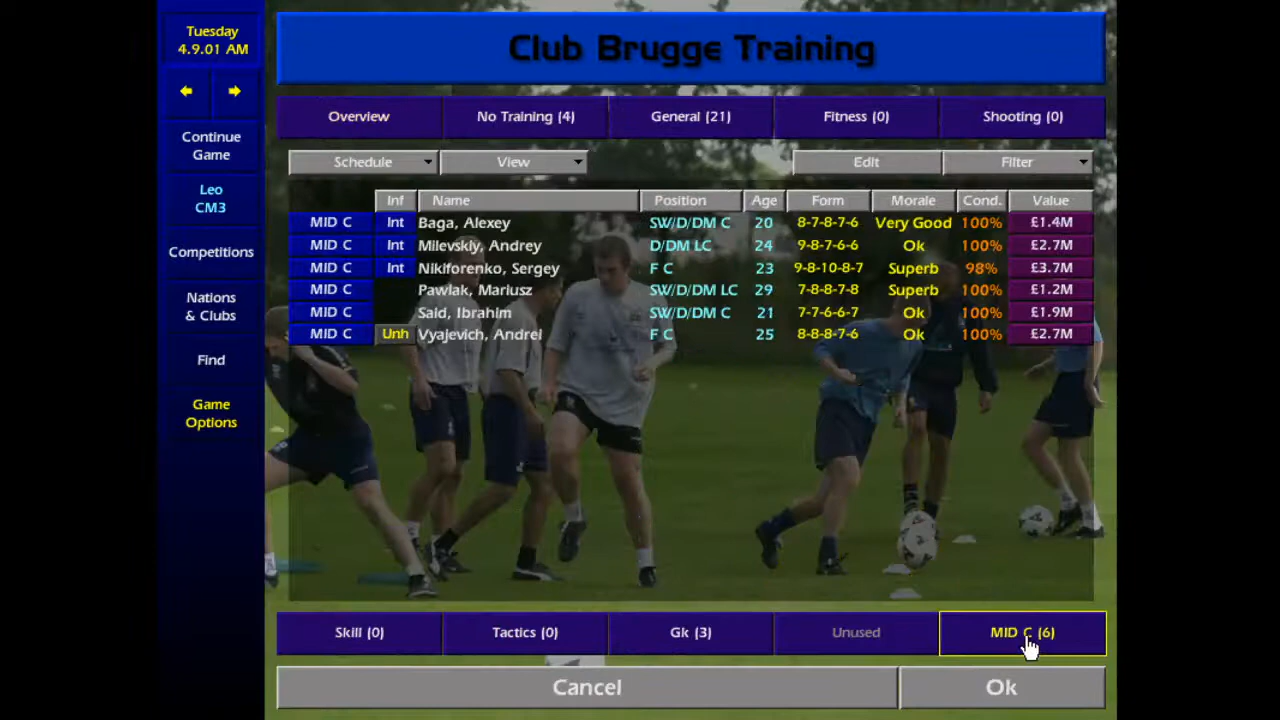 Tuesday
4.9.01 AM
Continue
Game
Leo
CM3
Competitions
Nations
& Clubs
Find
Game
Options
Club Brugge Training
Overview No Training (4) General (21) Fitness (0) Shooting (0)
Schedule View Edit Filter
Inf Name Position Age Form Morale Cond. Value
MID C Int Baga, Alexey SW/D/DM C 20 8-7-8-7-6 Very Good 100% £1.4M
MID C Int Milevskiy, Andrey D/DM LC 24 9-8-7-6-6 Ok 100% £2.7M
MID C Int Nikiforenko, Sergey F C 23 9-8-10-8-7 Superb 98% £3.7M
MID C Pawlak, Mariusz SW/D/DM LC 29 7-8-8-7-8 Superb 100% £1.2M
MID C Said, Ibrahim SW/D/DM C 21 7-7-6-6-7 Ok 100% £1.9M
MID C Unh Vyajevich, Andrei F C 25 8-8-8-7-6 Ok 100% £2.7M
Skill (0) Tactics (0) Gk (3) Unused MID C (6)
Cancel Ok